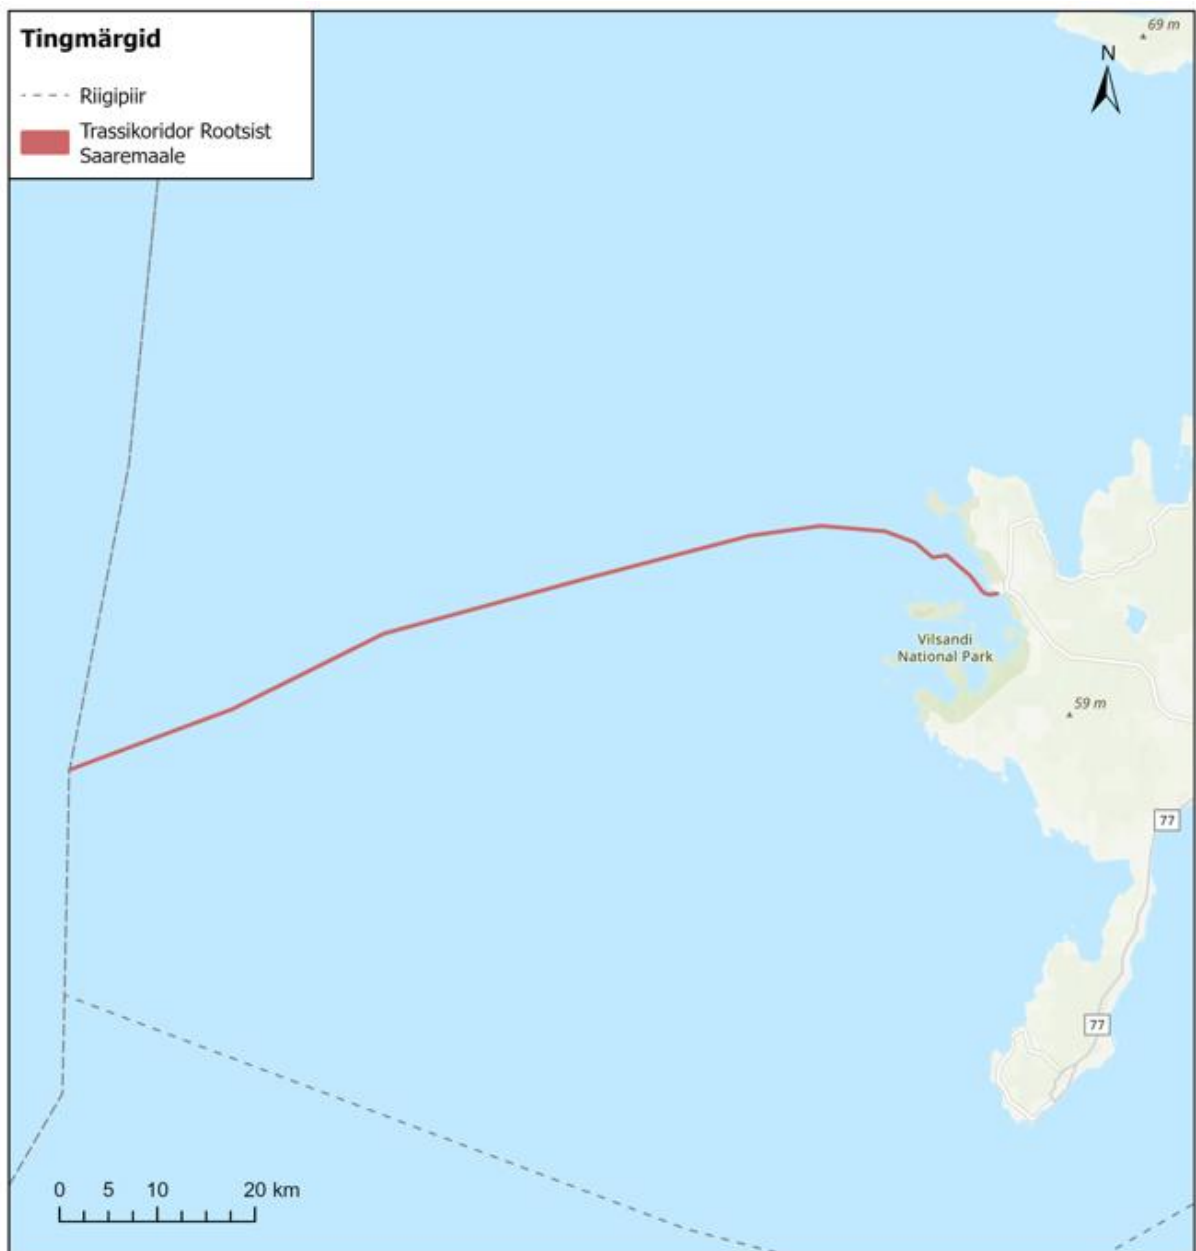 Tingmärgid
Riigipiir
Trassikoridor Rootsist
Saaremaale
69 m
N
Vilsandi
National Park
59 m
77
77
0 5 10 20 km